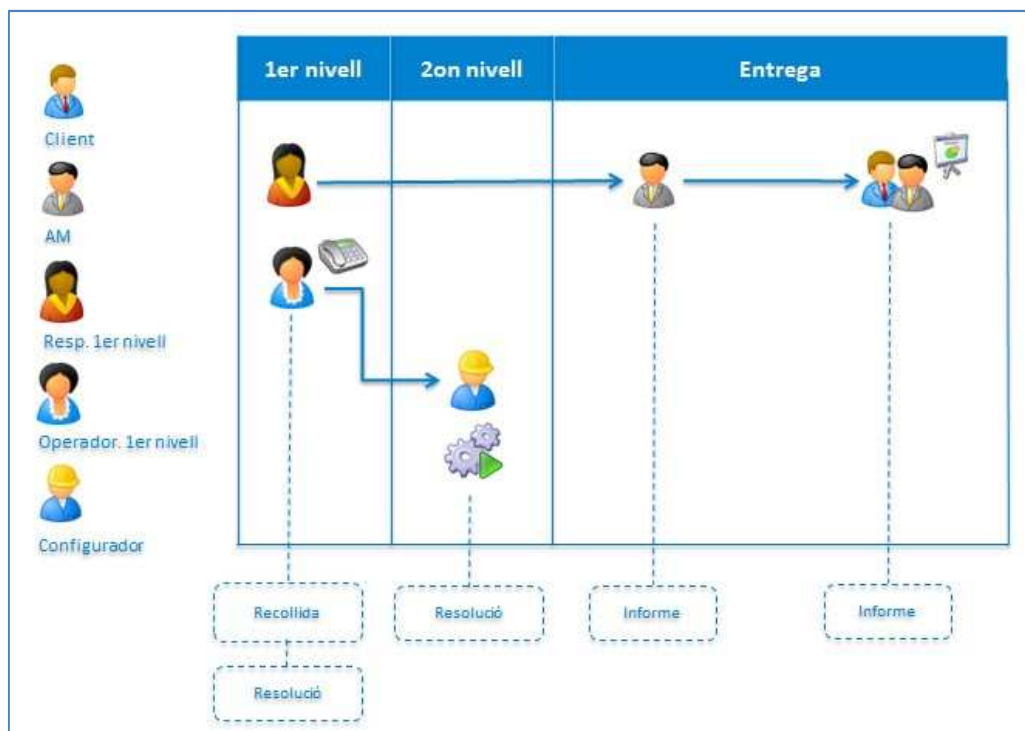 1er nivell
2on nivell
Entrega
Client
AM
Resp. 1er nivell
Operador. 1er nivell
Configurador
Recollida
Resolució
Informe
Informe
Resolució